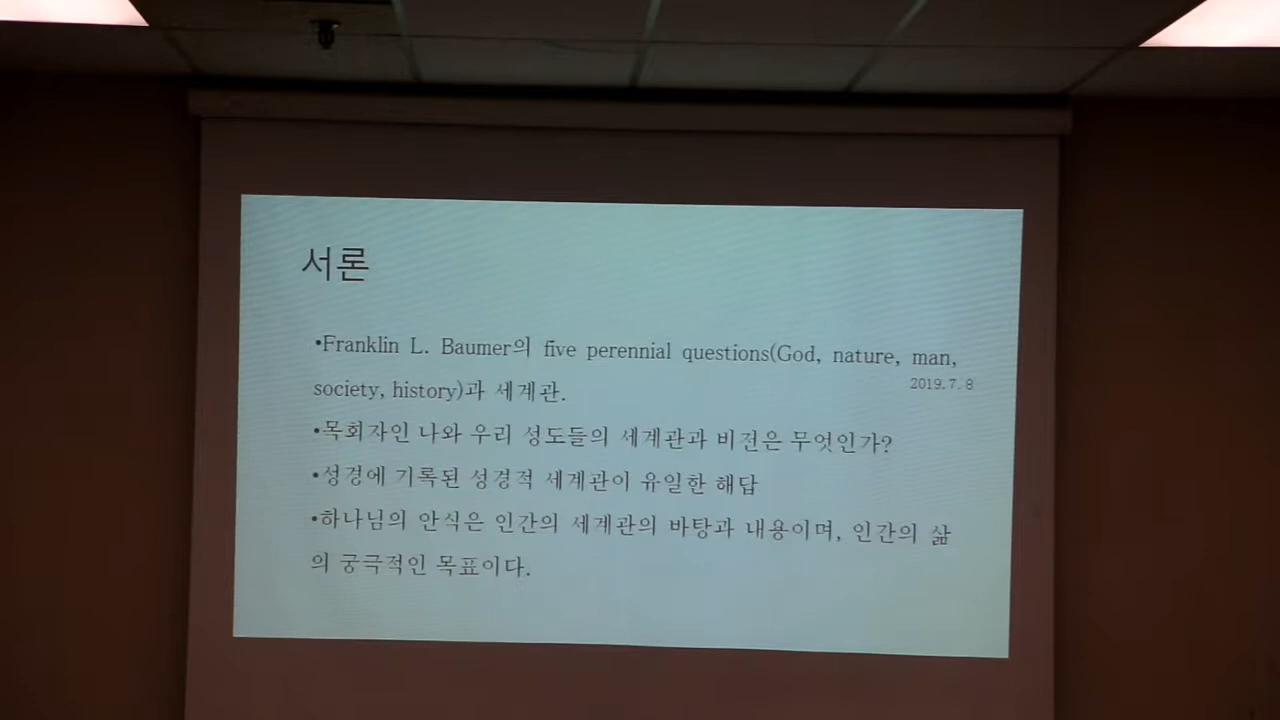 서론
•Franklin L. Baumer의 five perennial questions(God, nature, man,
society, history)과 세계관.
2019.7.8
•목회자인 나와 우리 성도들의 세계관과 비전은 무엇인가?
•성경에 기록된 성경적 세계관이 유일한 해답
•하나님의 안식은 인간의 세계관의 바탕과 내용이며, 인간의 삶
의 궁극적인 목표이다.